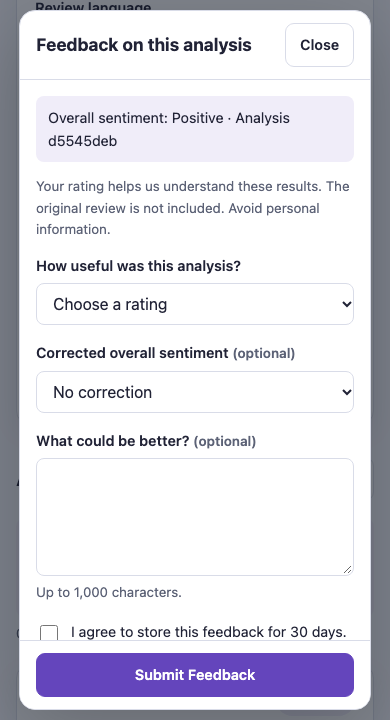 Review language
Feedback on this analysis
Close
Overall sentiment: Positive · Analysis
d5545deb
Your rating helps us understand these results. The
original review is not included. Avoid personal
information.
How useful was this analysis?
Choose a rating
Corrected overall sentiment (optional)
No correction
What could be better? (optional)
Up to 1,000 characters.
I agree to store this feedback for 30 days.
Submit Feedback